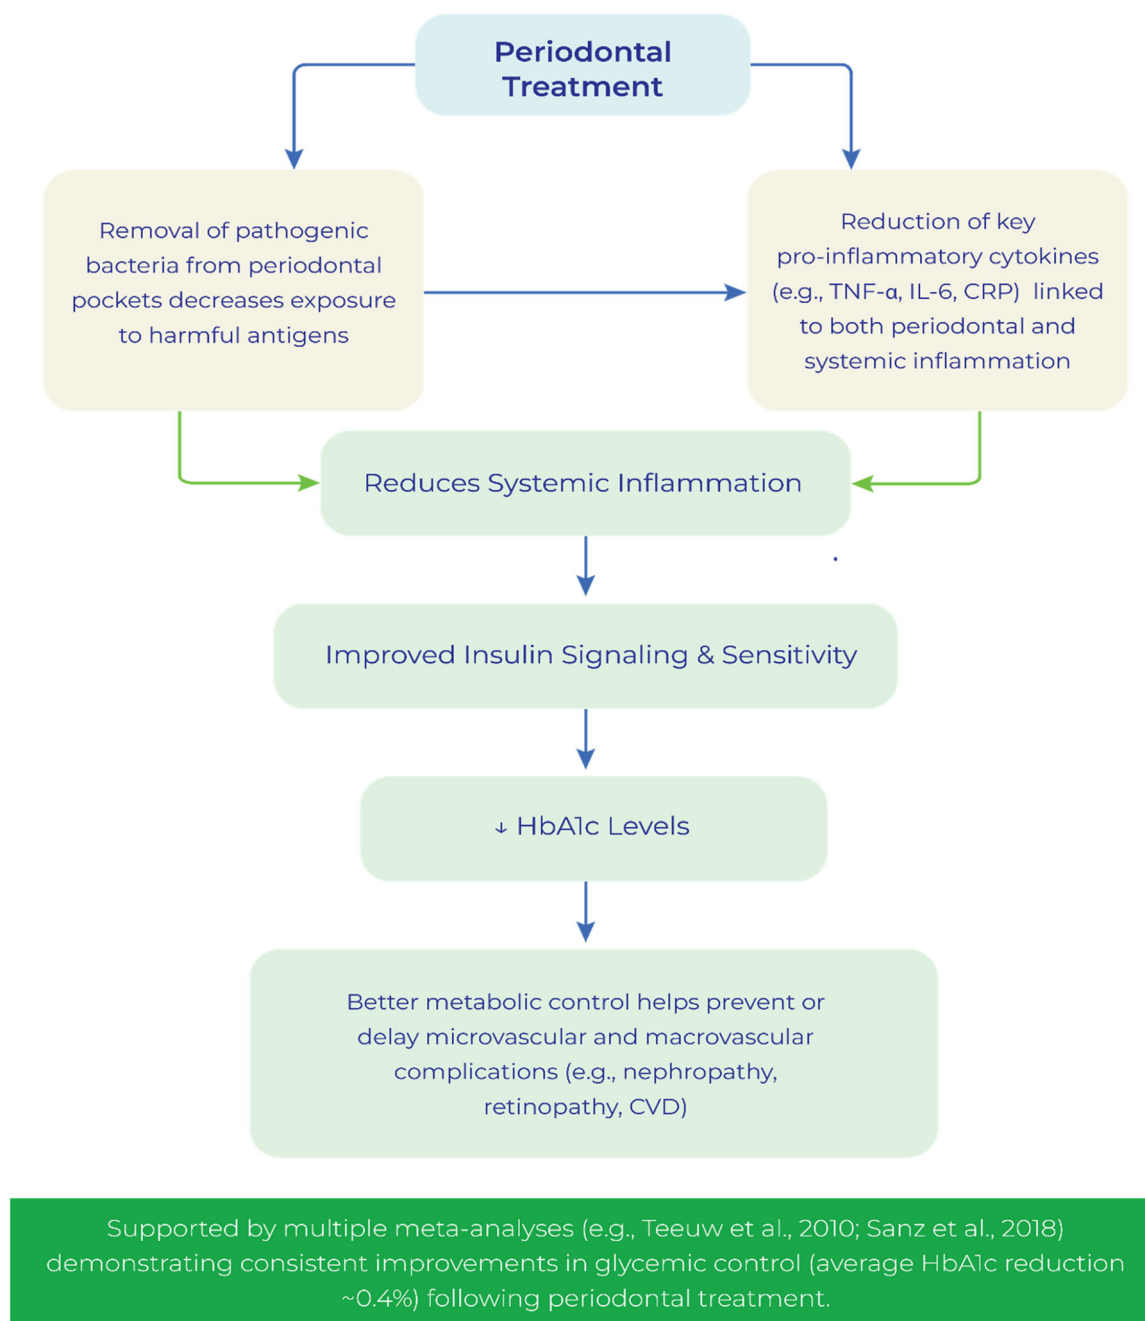 Periodontal
Treatment
Removal of pathogenic
bacteria from periodontal
pockets decreases exposure
to harmful antigens
Reduction of key
pro-inflammatory cytokines
(e.g., TNF-α, IL-6, CRP) linked
to both periodontal and
systemic inflammation
Reduces Systemic Inflammation
Improved Insulin Signaling & Sensitivity
↓ HbA1c Levels
Better metabolic control helps prevent or
delay microvascular and macrovascular
complications (e.g., nephropathy,
retinopathy, CVD)
Supported by multiple meta-analyses (e.g., Teeuw et al., 2010; Sanz et al., 2018)
demonstrating consistent improvements in glycemic control (average HbA1c reduction
~0.4%) following periodontal treatment.